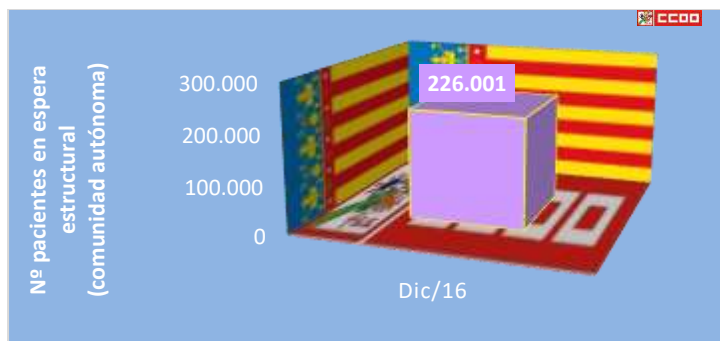 CCOO
Nº pacientes en espera
estructural
(comunidad autónoma)
300.000
200.000
100.000
0
226.001
Dic/16